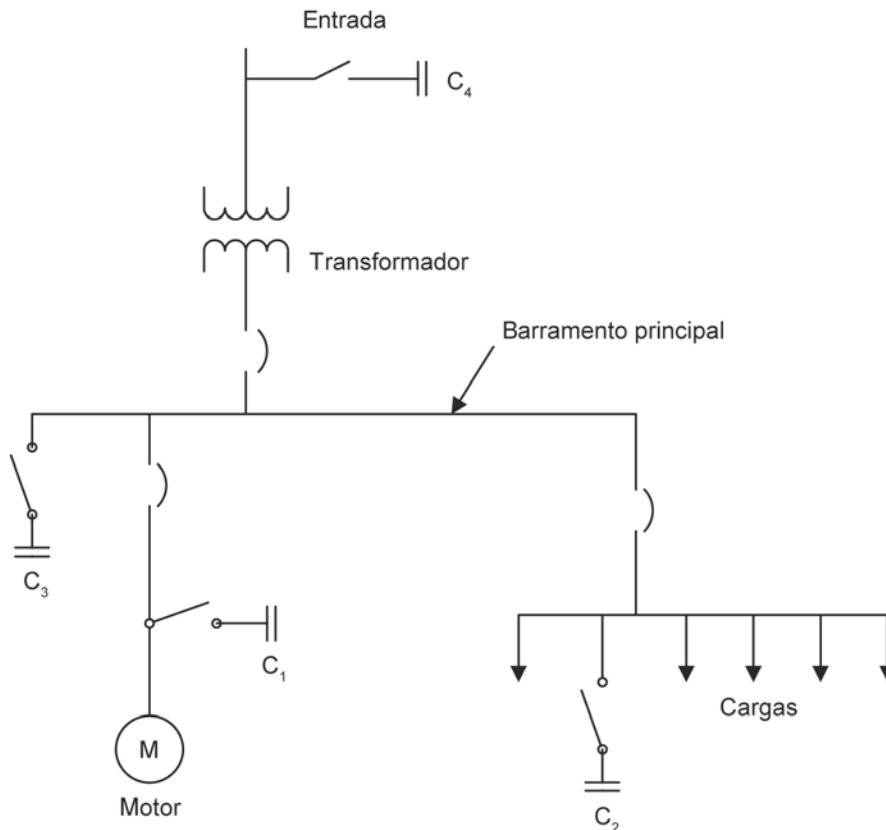 Entrada
C₄
Transformador
Barramento principal
C₃
C₁
Cargas
M
Motor
C₂